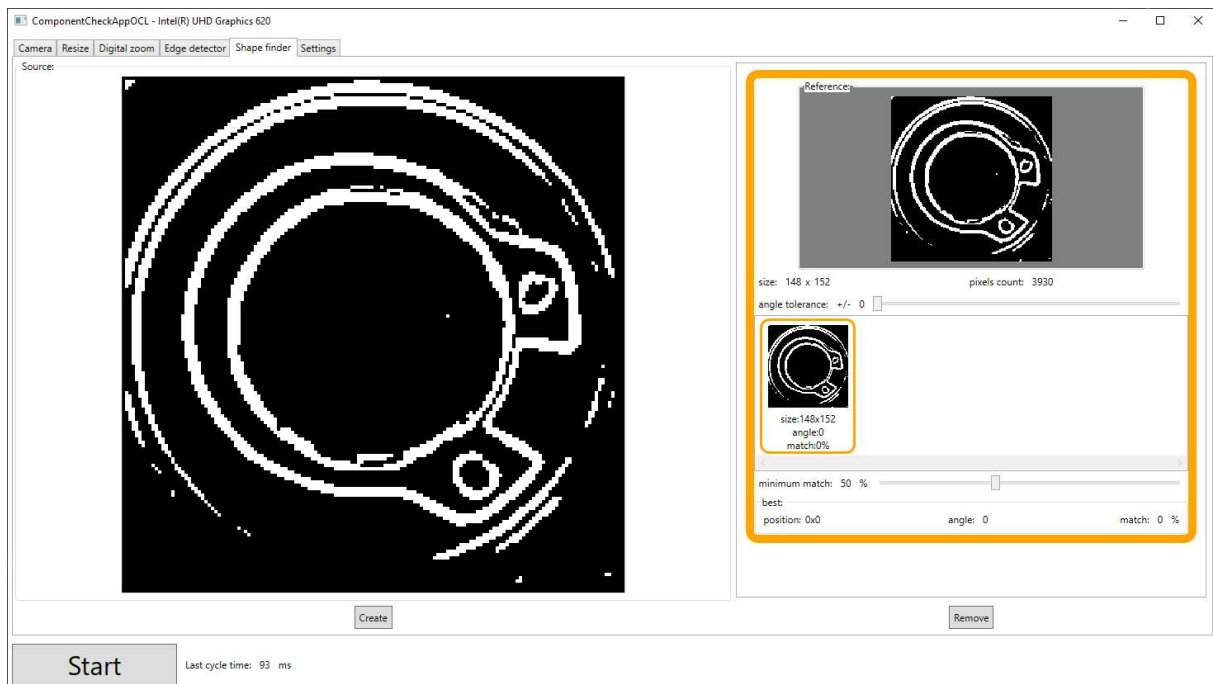 ComponentCheckAppOCL - Intel(R) UHD Graphics 620
Camera Resize Digital zoom Edge detector Shape finder Settings
Source:
Reference:
size: 148 x 152 pixels count: 3930
angle tolerance: +/- 0
size:148x152
angle:0
match:0%
minimum match: 50 %
best:
position: 0x0 angle: 0 match: 0 %
Create Remove
Start Last cycle time: 93 ms